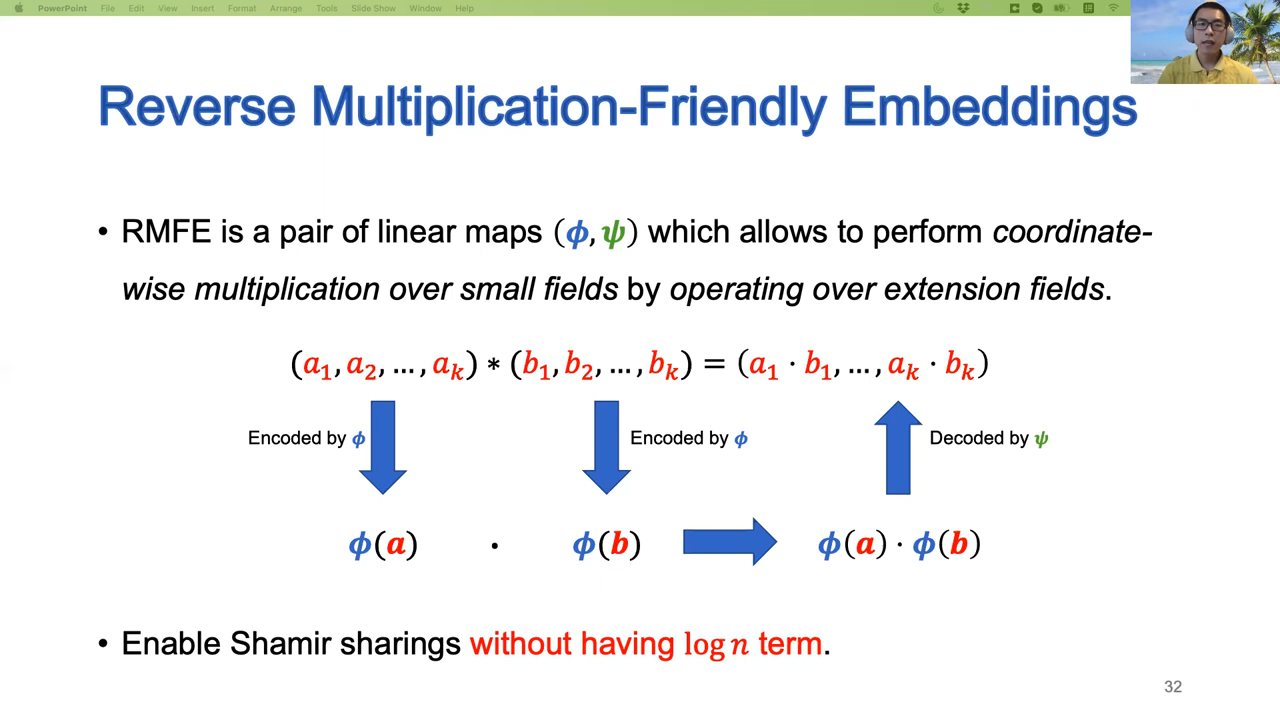 PowerPoint File Edit View Insert Format Arrange Tools Slide Show Window Help
Reverse Multiplication-Friendly Embeddings
• RMFE is a pair of linear maps (ϕ, ψ) which allows to perform coordinate-
wise multiplication over small fields by operating over extension fields.
(a₁, a₂, …, aₖ) ∗ (b₁, b₂, …, bₖ) = (a₁ · b₁, …, aₖ · bₖ)
Encoded by ϕ Encoded by ϕ Decoded by ψ
ϕ(a) · ϕ(b) ϕ(a) · ϕ(b)
• Enable Shamir sharings without having log n term.
32